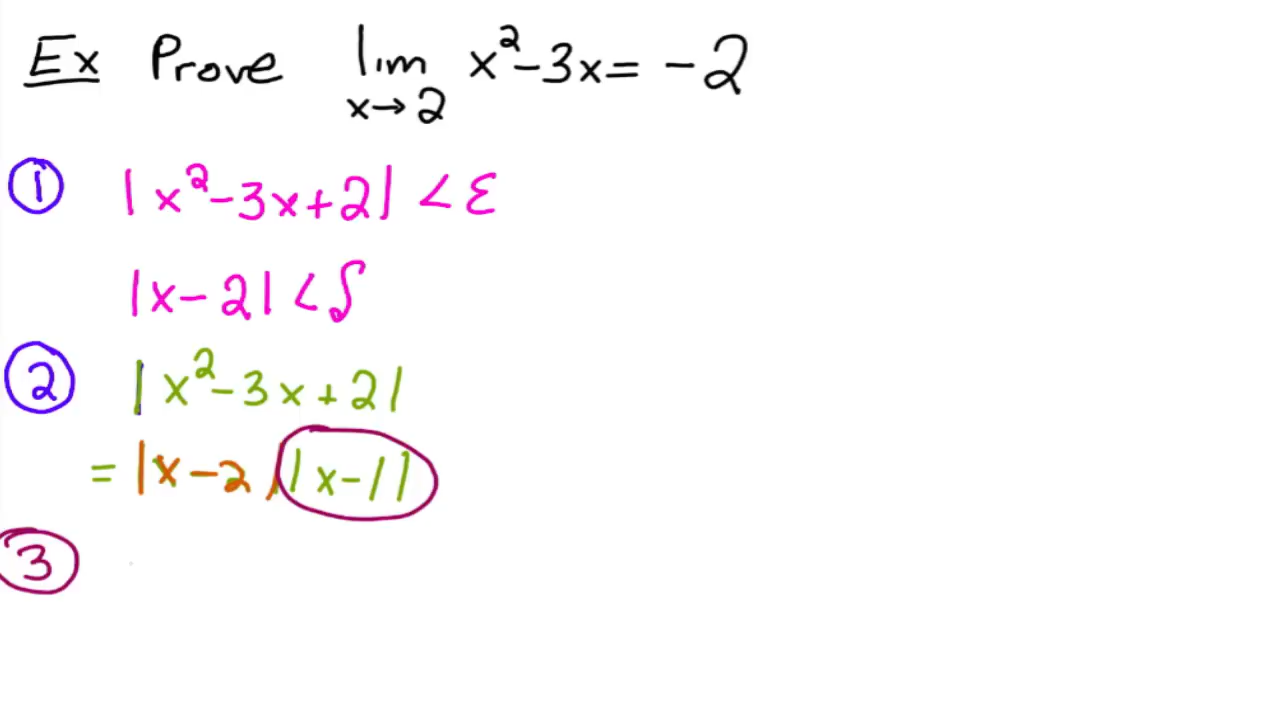 Ex Prove lim x→2 x²-3x = -2
① |x²-3x+2| < ε
|x-2| < δ
② |x²-3x+2|
= |x-2||x-1|
③